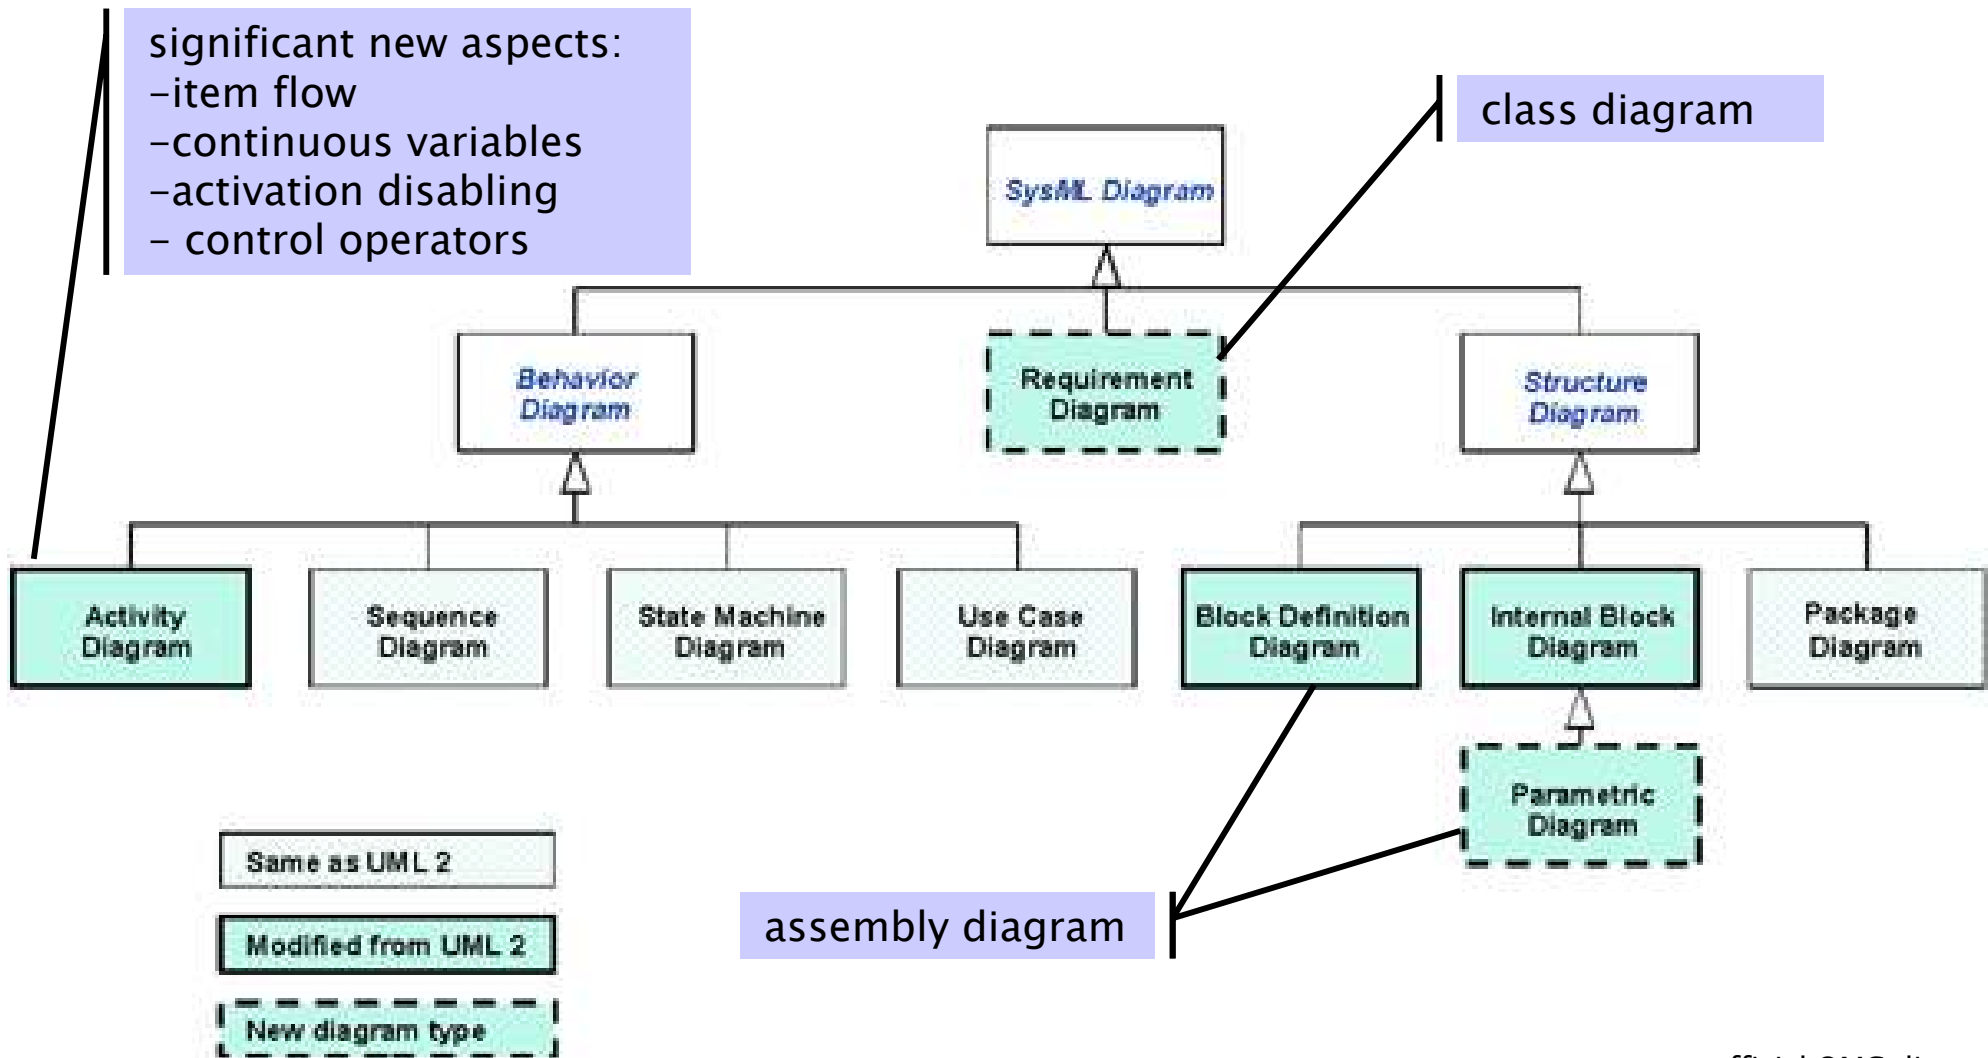 significant new aspects:
-item flow
-continuous variables
-activation disabling
- control operators
class diagram
SysML Diagram
Behavior
Diagram
Requirement
Diagram
Structure
Diagram
Activity
Diagram
Sequence
Diagram
State Machine
Diagram
Use Case
Diagram
Block Definition
Diagram
Internal Block
Diagram
Package
Diagram
Parametric
Diagram
Same as UML 2
Modified from UML 2
New diagram type
assembly diagram